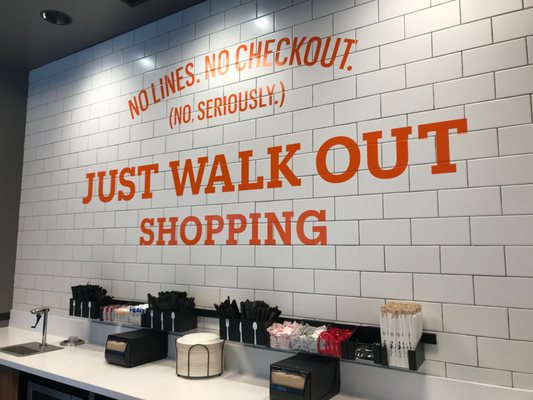 NO LINES. NO CHECKOUT.
(NO, SERIOUSLY.)
JUST WALK OUT
SHOPPING